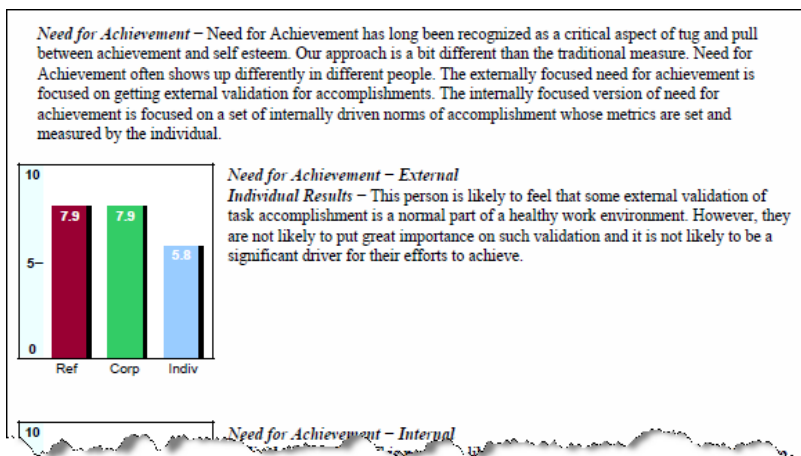 Need for Achievement – Need for Achievement has long been recognized as a critical aspect of tug and pull
between achievement and self esteem. Our approach is a bit different than the traditional measure. Need for
Achievement often shows up differently in different people. The externally focused need for achievement is
focused on getting external validation for accomplishments. The internally focused version of need for
achievement is focused on a set of internally driven norms of accomplishment whose metrics are set and
measured by the individual.
10
5
0
7.9
7.9
5.8
Ref
Corp
Indiv
Need for Achievement – External
Individual Results – This person is likely to feel that some external validation of
task accomplishment is a normal part of a healthy work environment. However, they
are not likely to put great importance on such validation and it is not likely to be a
significant driver for their efforts to achieve.
10
Need for Achievement – Internal